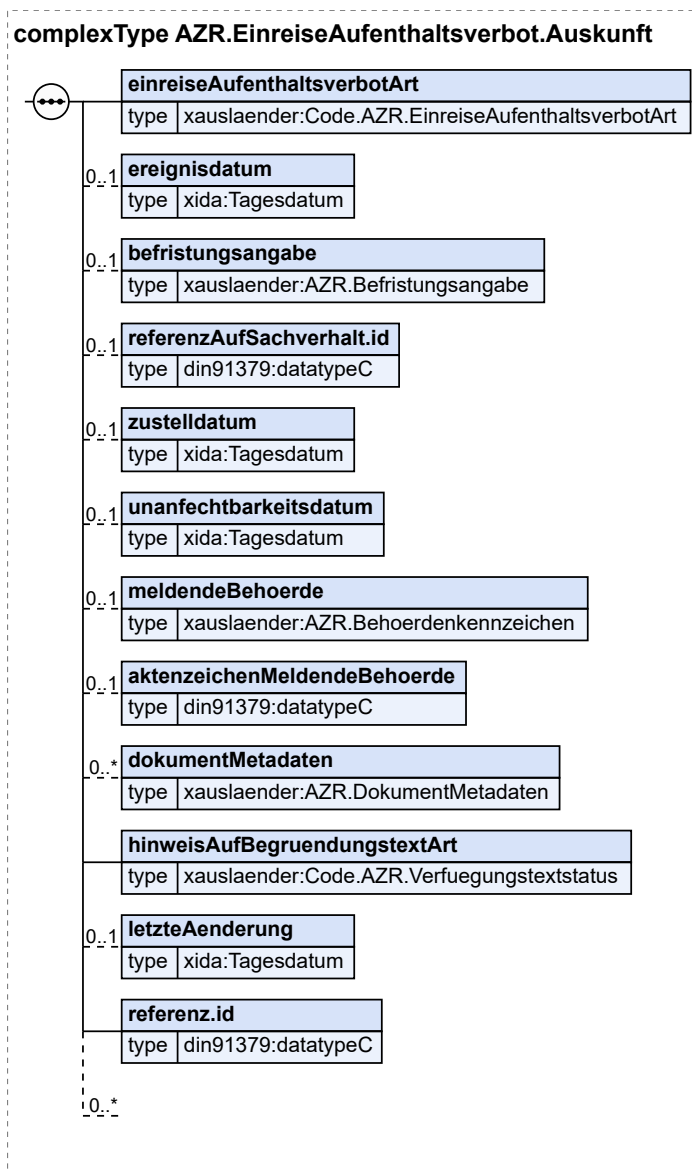 complexType AZR.EinreiseAufenthaltsverbot.Auskunft
einreiseAufenthaltsverbotArt
type xauslaender:Code.AZR.EinreiseAufenthaltsverbotArt
0..1 ereignisdatum
type xida:Tagesdatum
0..1 befristungsangabe
type xauslaender:AZR.Befristungsangabe
0..1 referenzAufSachverhalt.id
type din91379:datatypeC
0..1 zustelldatum
type xida:Tagesdatum
0..1 unanfechtbarkeitsdatum
type xida:Tagesdatum
0..1 meldendeBehoerde
type xauslaender:AZR.Behoerdenkennzeichen
0..1 aktenzeichenMeldendeBehoerde
type din91379:datatypeC
0..* dokumentMetadaten
type xauslaender:AZR.DokumentMetadaten
hinweisAufBegruendungstextArt
type xauslaender:Code.AZR.Verfuegungstextstatus
0..1 letzteAenderung
type xida:Tagesdatum
referenz.id
type din91379:datatypeC
0..*